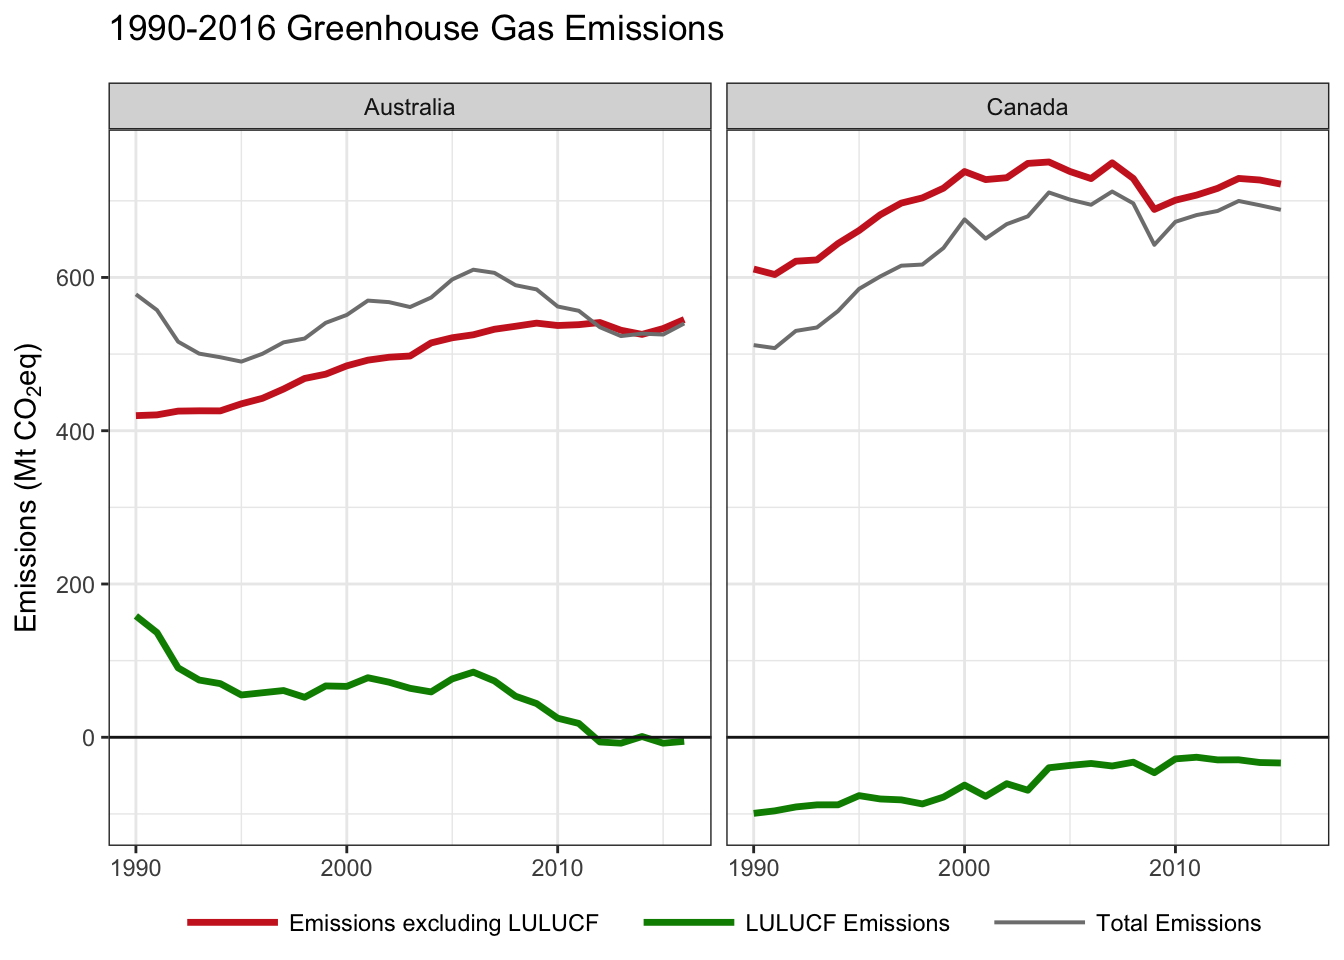 1990-2016 Greenhouse Gas Emissions
Australia
Canada
Emissions (Mt CO₂eq)
600
400
200
0
1990
2000
2010
1990
2000
2010
Emissions excluding LULUCF
LULUCF Emissions
Total Emissions